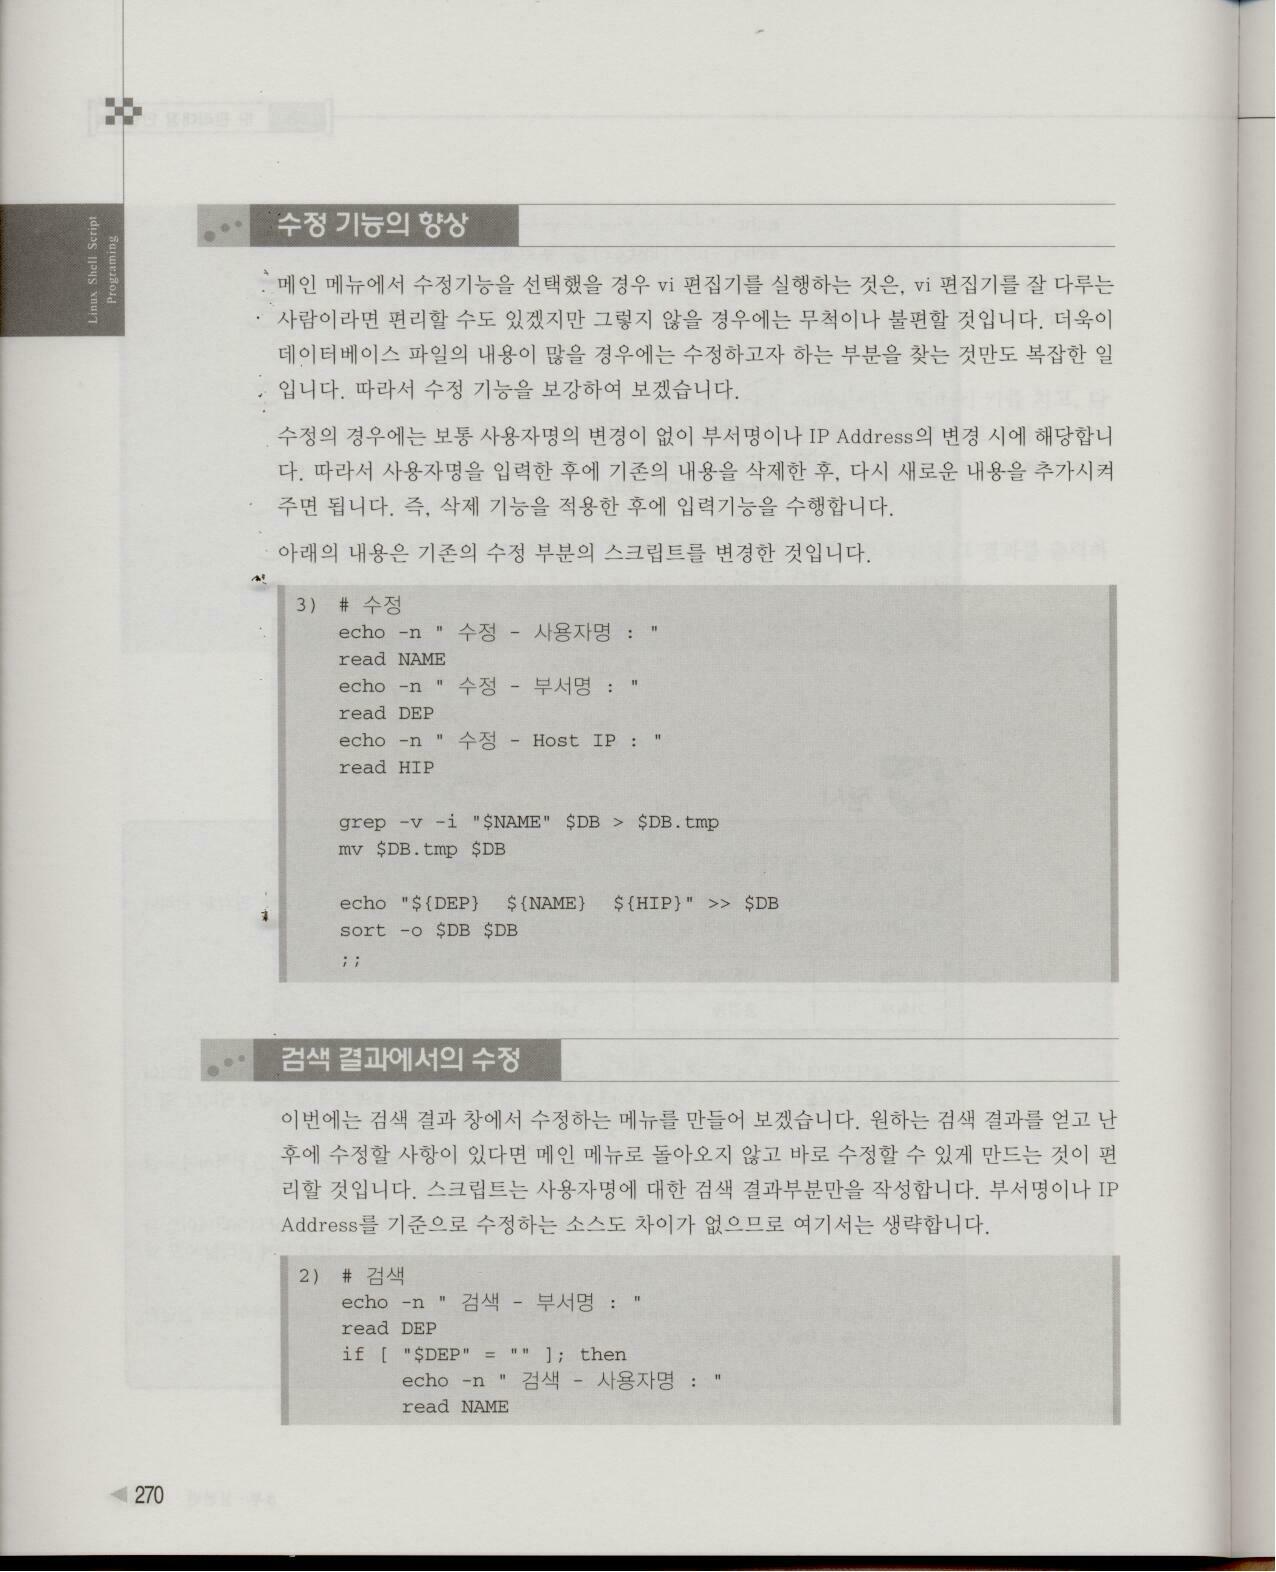 Linux Shell Script
Programing
수정 기능의 향상
메인 메뉴에서 수정기능을 선택했을 경우 vi 편집기를 실행하는 것은, vi 편집기를 잘 다루는
사람이라면 편리할 수도 있겠지만 그렇지 않을 경우에는 무척이나 불편할 것입니다. 더욱이
데이터베이스 파일의 내용이 많을 경우에는 수정하고자 하는 부분을 찾는 것만도 복잡한 일
입니다. 따라서 수정 기능을 보강하여 보겠습니다.
수정의 경우에는 보통 사용자명의 변경이 없이 부서명이나 IP Address의 변경 시에 해당합니
다. 따라서 사용자명을 입력한 후에 기존의 내용을 삭제한 후, 다시 새로운 내용을 추가시켜
주면 됩니다. 즉, 삭제 기능을 적용한 후에 입력기능을 수행합니다.
아래의 내용은 기존의 수정 부분의 스크립트를 변경한 것입니다.
3) # 수정
echo -n " 수정 - 사용자명 : "
read NAME
echo -n " 수정 - 부서명 : "
read DEP
echo -n " 수정 - Host IP : "
read HIP
grep -v -i "$NAME" $DB > $DB.tmp
mv $DB.tmp $DB
echo "${DEP}  ${NAME}  ${HIP}" >> $DB
sort -o $DB $DB
;;
검색 결과에서의 수정
이번에는 검색 결과 창에서 수정하는 메뉴를 만들어 보겠습니다. 원하는 검색 결과를 얻고 난
후에 수정할 사항이 있다면 메인 메뉴로 돌아오지 않고 바로 수정할 수 있게 만드는 것이 편
리할 것입니다. 스크립트는 사용자명에 대한 검색 결과부분만을 작성합니다. 부서명이나 IP
Address를 기준으로 수정하는 소스도 차이가 없으므로 여기서는 생략합니다.
2) # 검색
echo -n " 검색 - 부서명 : "
read DEP
if [ "$DEP" = "" ]; then
echo -n " 검색 - 사용자명 : "
read NAME
270